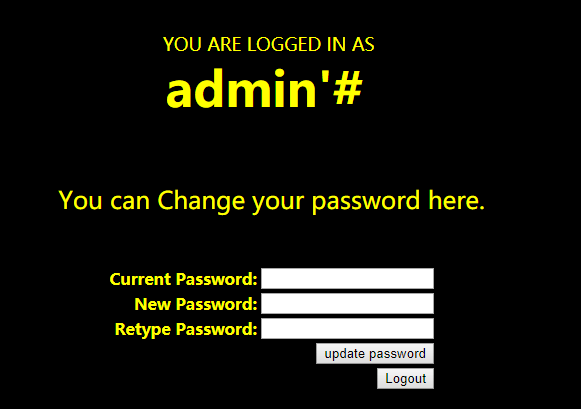 YOU ARE LOGGED IN AS
admin'#
You can Change your password here.
Current Password:
New Password:
Retype Password:
update password
Logout